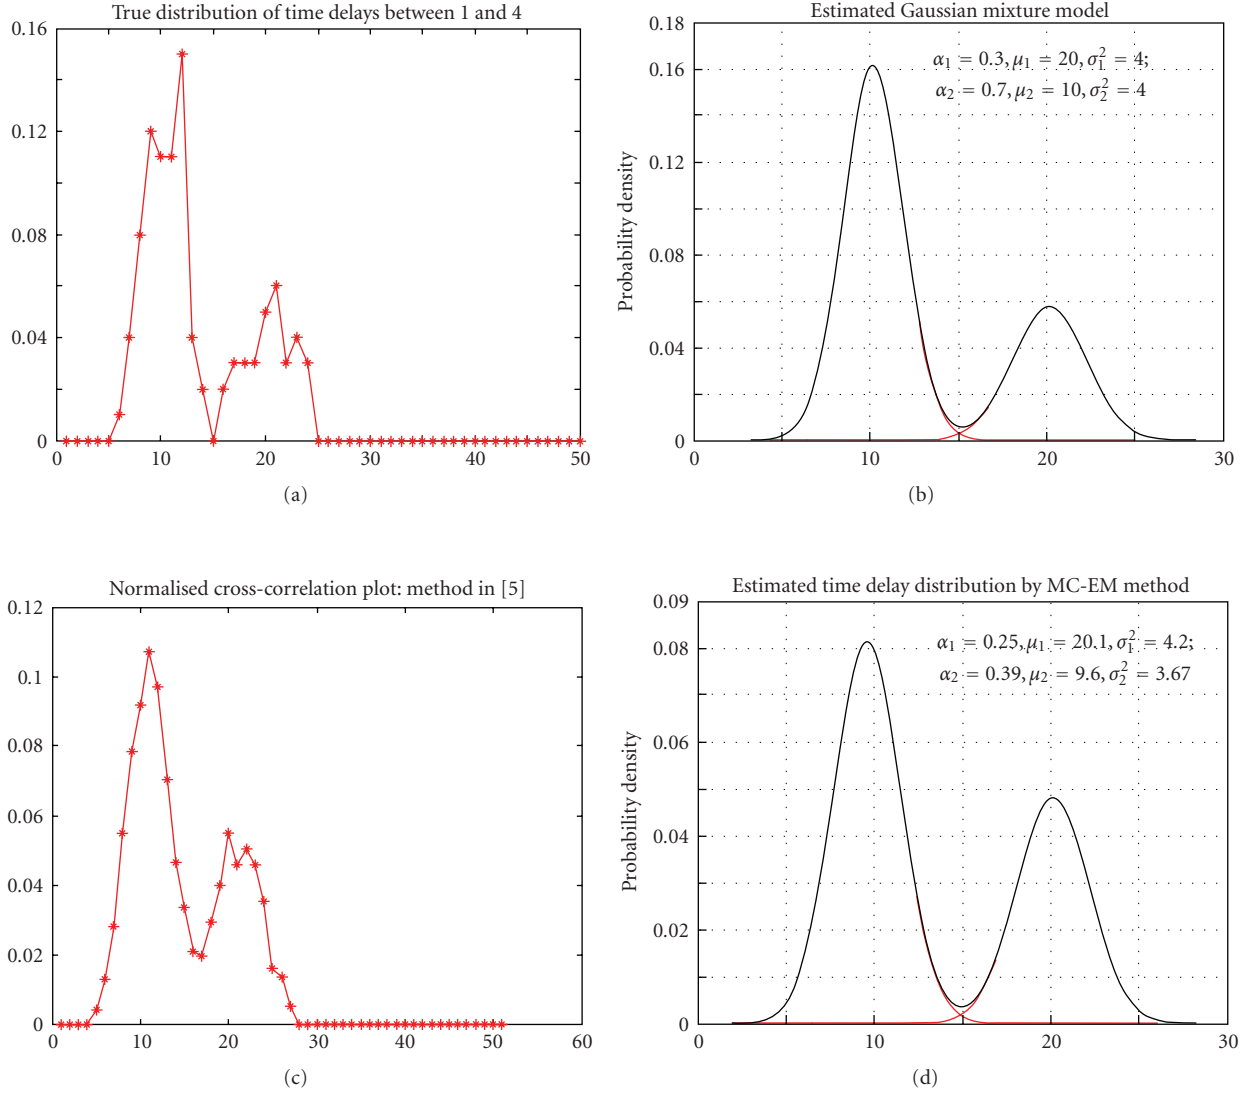 True distribution of time delays between 1 and 4
0.16
0.12
0.08
0.04
0
0 10 20 30 40 50
(a)
Estimated Gaussian mixture model
α1 = 0.3, μ1 = 20, σ1² = 4;
α2 = 0.7, μ2 = 10, σ2² = 4
Probability density
0.18
0.16
0.12
0.08
0.04
0
0 10 20 30
(b)
Normalised cross-correlation plot: method in [5]
0.12
0.1
0.08
0.06
0.04
0.02
0
0 10 20 30 40 50 60
(c)
Estimated time delay distribution by MC-EM method
α1 = 0.25, μ1 = 20.1, σ1² = 4.2;
α2 = 0.39, μ2 = 9.6, σ2² = 3.67
Probability density
0.09
0.08
0.06
0.04
0.02
0
0 10 20 30
(d)